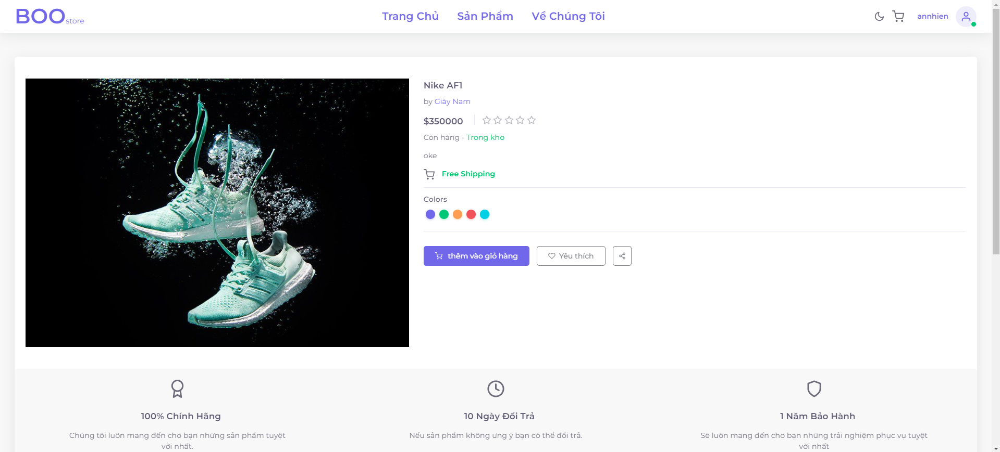 BOOstore
Trang Chủ
Sản Phẩm
Về Chúng Tôi
annhien
Nike AF1
by Giày Nam
$350000
Còn hàng - Trong kho
oke
Free Shipping
Colors
thêm vào giỏ hàng
Yêu thích
100% Chính Hãng
Chúng tôi luôn mang đến cho bạn những sản phẩm tuyệt
vời nhất.
10 Ngày Đổi Trả
Nếu sản phẩm không ưng ý bạn có thể đổi trả.
1 Năm Bảo Hành
Sẽ luôn mang đến cho bạn những trải nghiệm phục vụ tuyệt
vời nhất